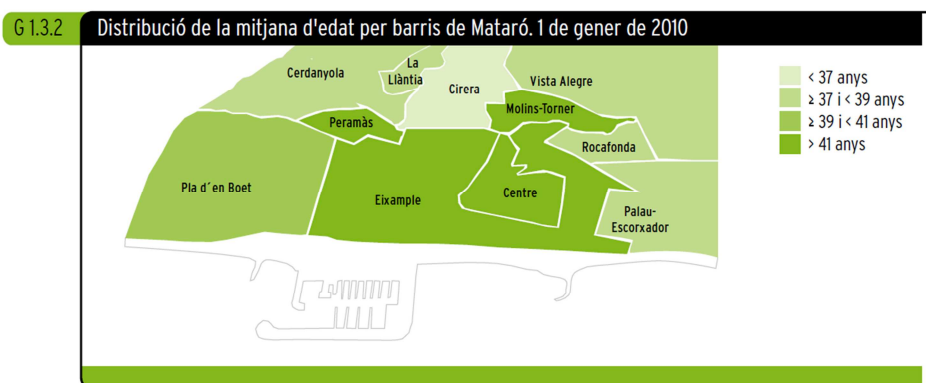 G 1.3.2
Distribució de la mitjana d'edat per barris de Mataró. 1 de gener de 2010
Cerdanyola
La
Llàntia
Cirera
Vista Alegre
Molins-Torner
Peramàs
Rocafonda
Pla d´en Boet
Eixample
Centre
Palau-
Escorxador
< 37 anys
≥ 37 i < 39 anys
≥ 39 i < 41 anys
> 41 anys